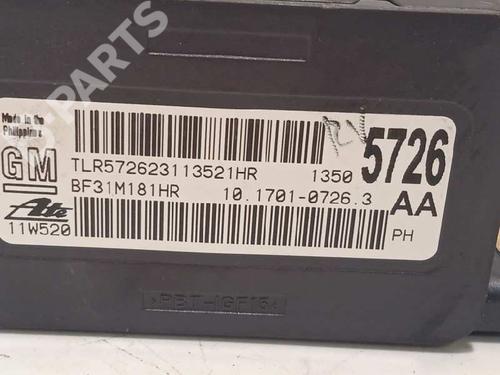 B-PARTS
Made in
Philippines
GM
TLR572623113521HR
1350
5726
BF31M181HR
10.1701-0726.3
AA
Ate
11W520
PH
>PBT-IGF15<